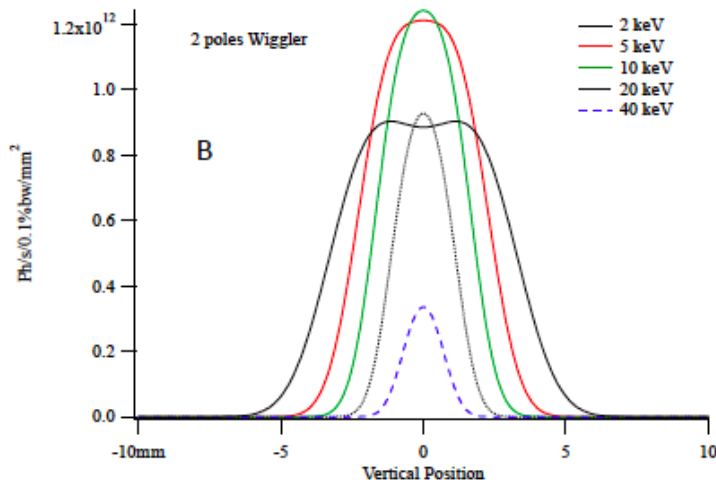 1.2x10^12
2 poles Wiggler
2 keV
5 keV
10 keV
20 keV
40 keV
1.0
0.8
B
0.6
0.4
0.2
0.0
Ph/s/0.1%bw/mm^2
-10mm
-5
0
5
10
Vertical Position